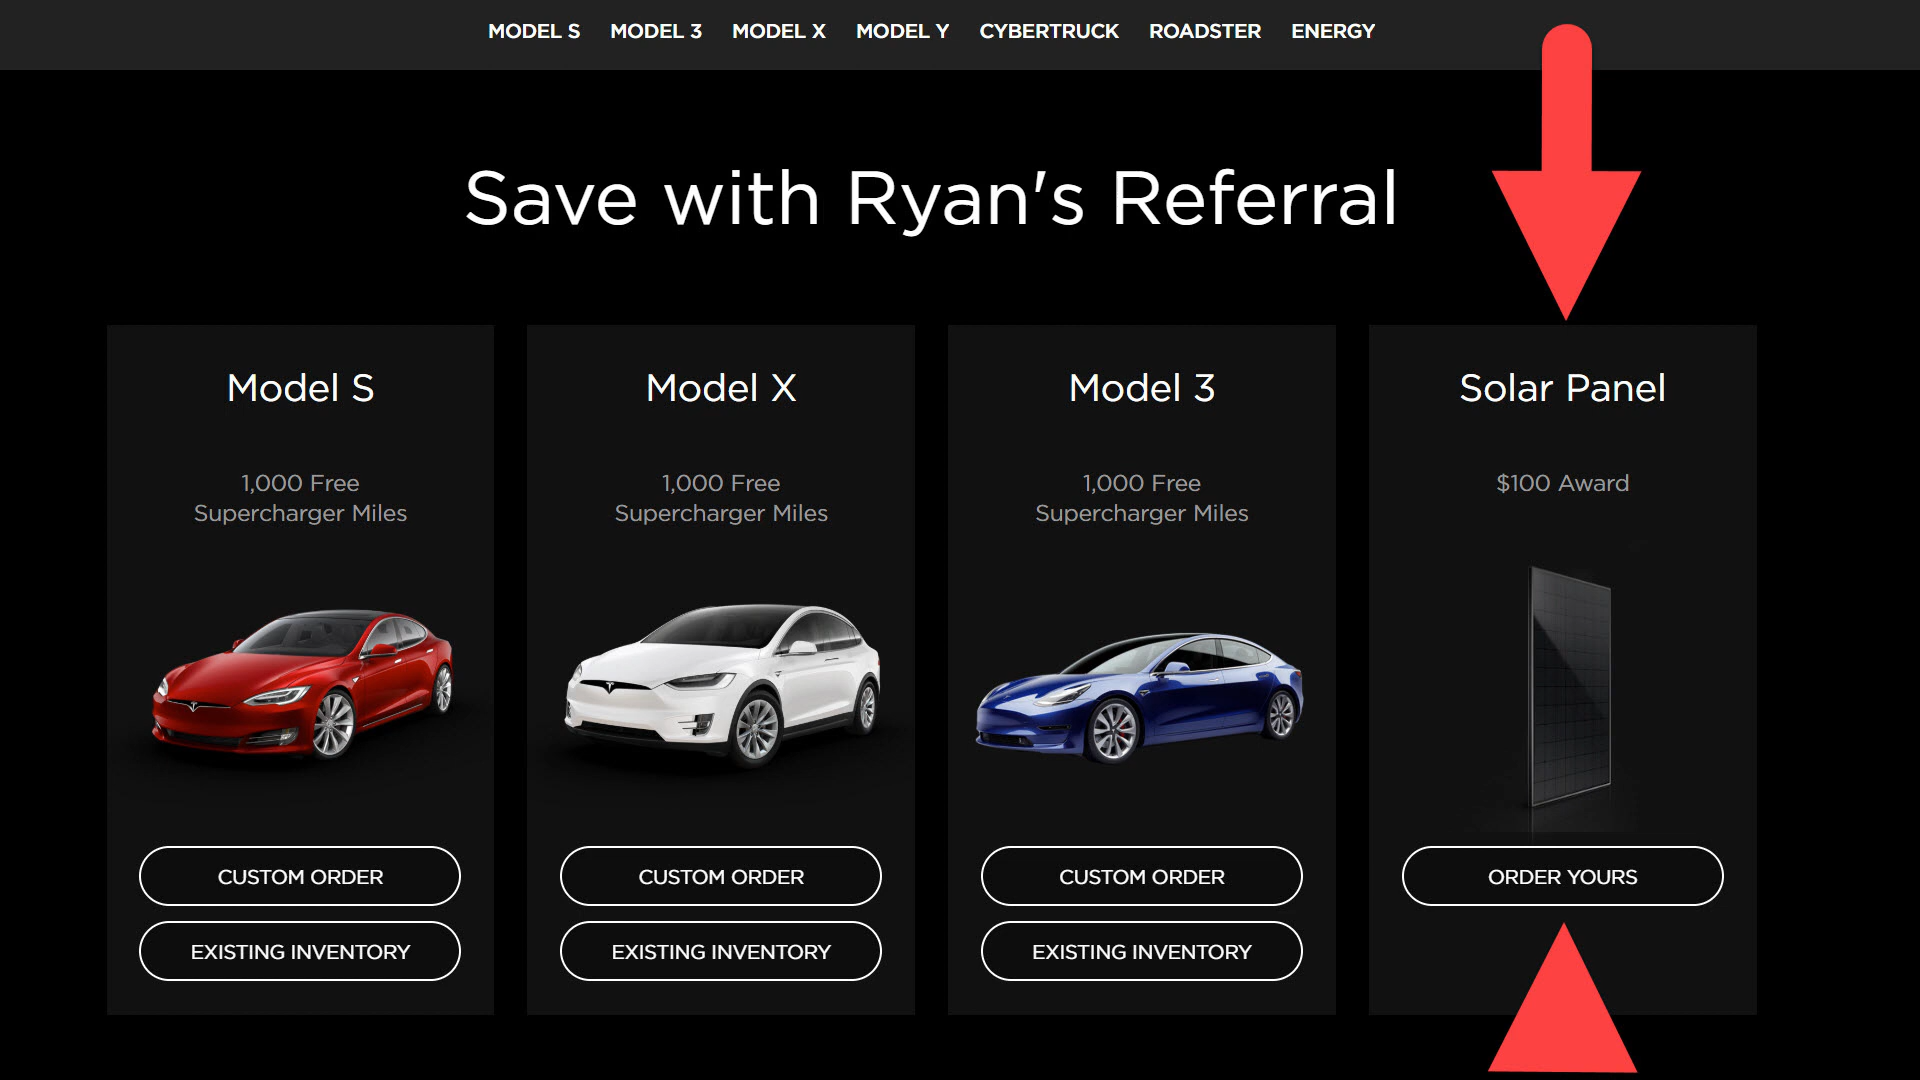 MODEL S MODEL 3 MODEL X MODEL Y CYBERTRUCK ROADSTER ENERGY
Save with Ryan's Referral
Model S
1,000 Free
Supercharger Miles
CUSTOM ORDER
EXISTING INVENTORY
Model X
1,000 Free
Supercharger Miles
CUSTOM ORDER
EXISTING INVENTORY
Model 3
1,000 Free
Supercharger Miles
CUSTOM ORDER
EXISTING INVENTORY
Solar Panel
$100 Award
ORDER YOURS